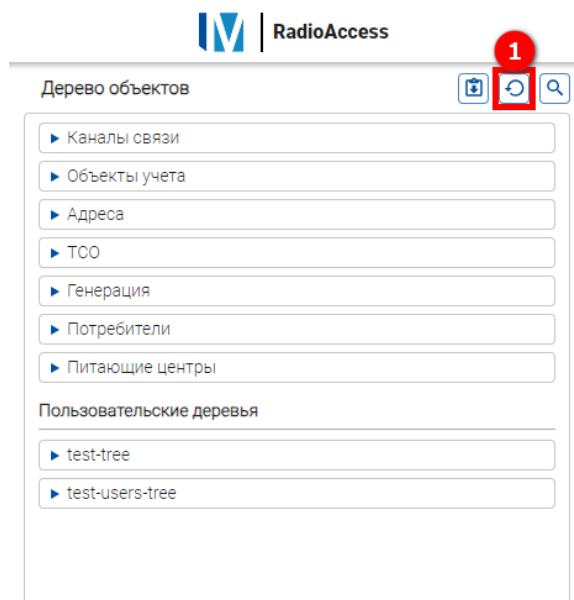 RadioAccess
1
Дерево объектов
Каналы связи
Объекты учета
Адреса
ТСО
Генерация
Потребители
Питающие центры
Пользовательские деревья
test-tree
test-users-tree